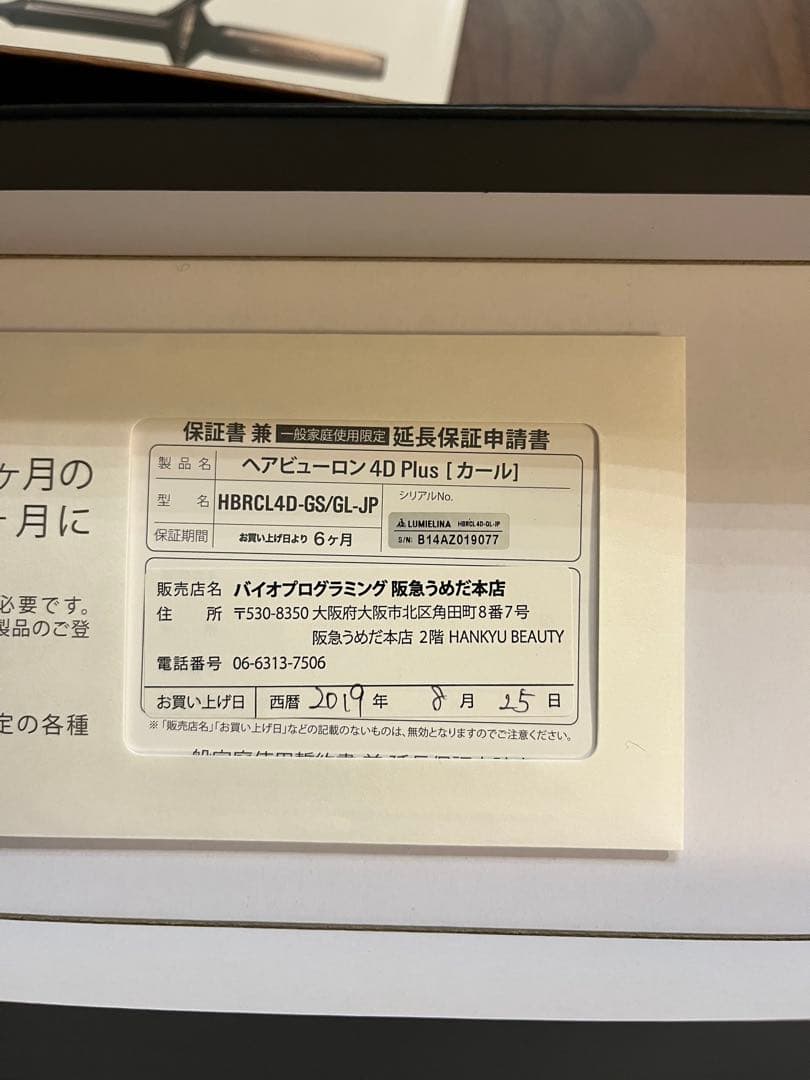 ヶ月の
月に
必要です。
製品のご登
定の各種
保証書 兼 一般家庭使用限定 延長保証申請書
製品名 ヘアビューロン 4D Plus [カール]
型名 HBRCL4D-GS/GL-JP シリアルNo.
LUMIELINA HBRCL4D-GL-JP
S/N: B14AZ019077
保証期間 お買い上げ日より 6ヶ月
販売店名 バイオプログラミング 阪急うめだ本店
住所 〒530-8350 大阪府大阪市北区角田町8番7号
阪急うめだ本店 2階 HANKYU BEAUTY
電話番号 06-6313-7506
お買い上げ日 西暦 2019 年 8 月 25 日
※「販売店名」「お買い上げ日」などの記載のないものは、無効となりますのでご注意ください。